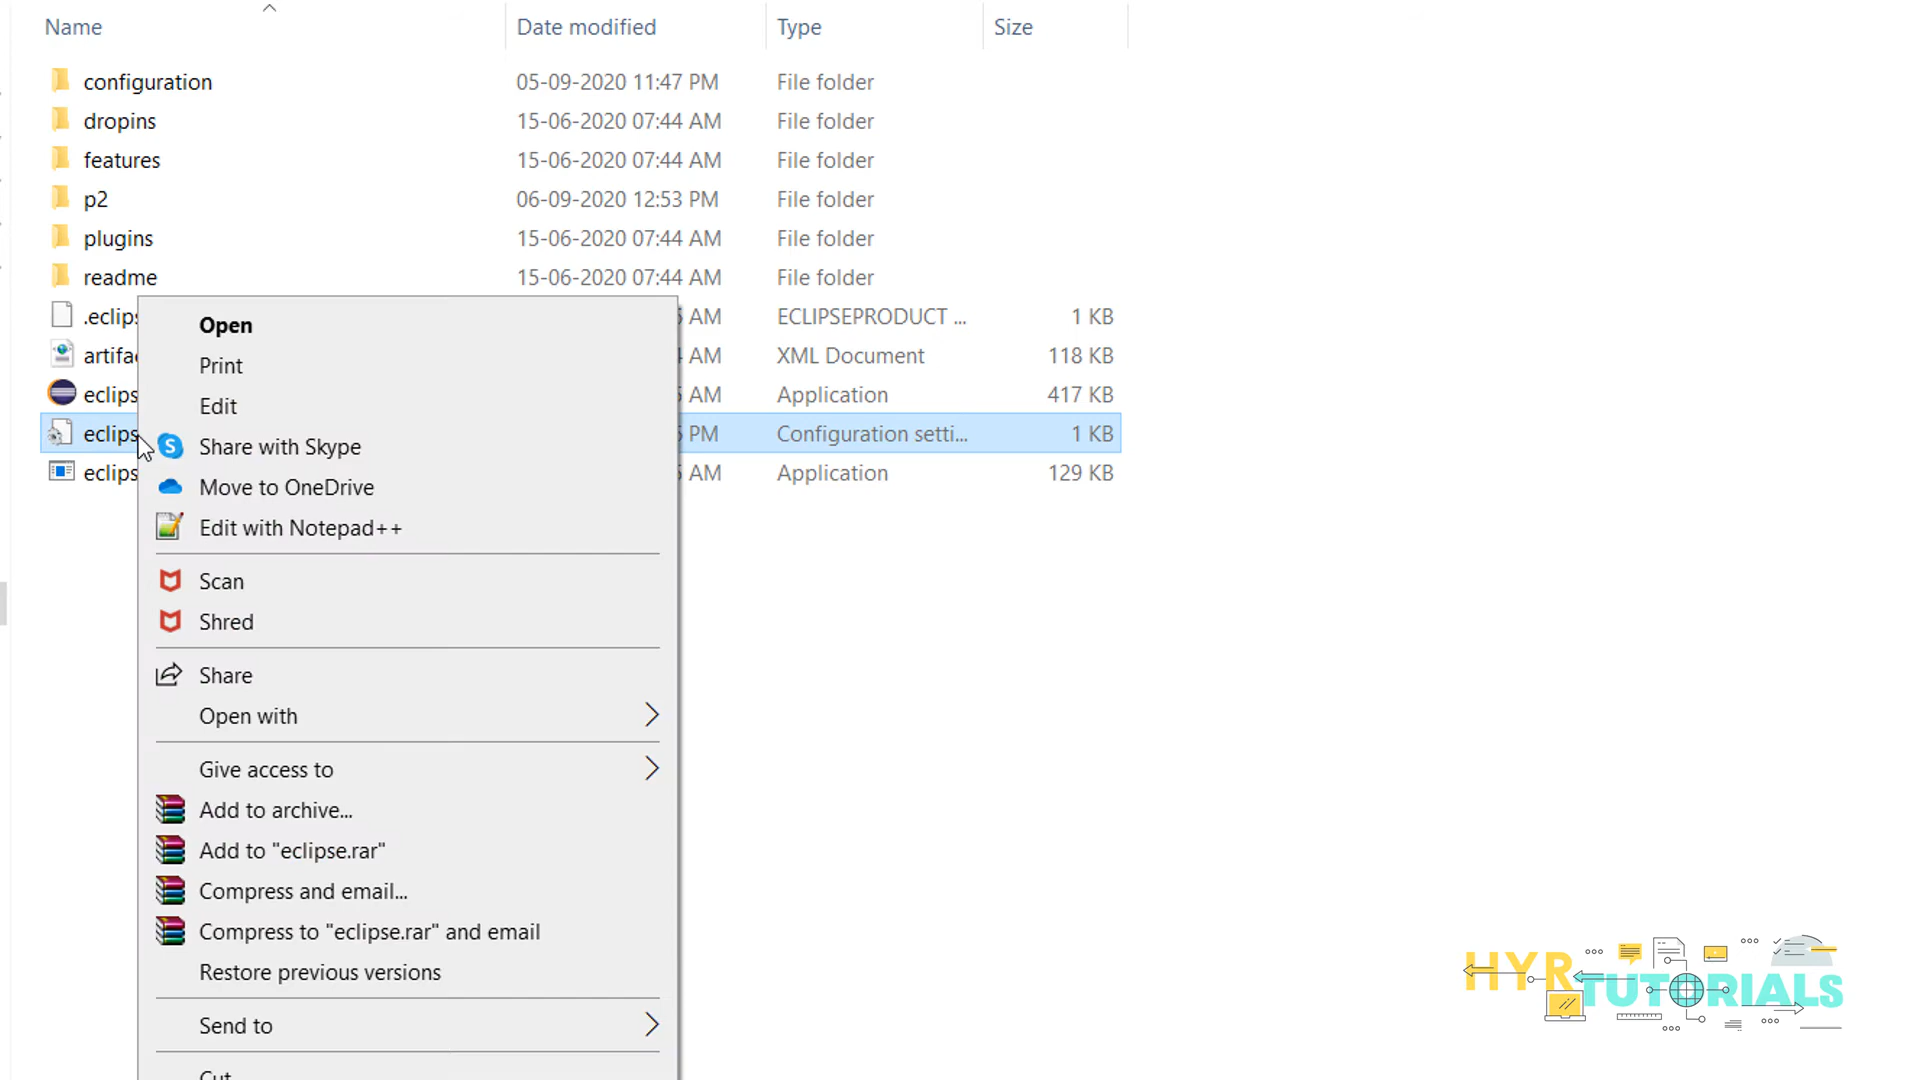 Name Date modified Type Size
configuration 05-09-2020 11:47 PM File folder
dropins 15-06-2020 07:44 AM File folder
features 15-06-2020 07:44 AM File folder
p2 06-09-2020 12:53 PM File folder
plugins 15-06-2020 07:44 AM File folder
readme 15-06-2020 07:44 AM File folder
.eclips AM ECLIPSEPRODUCT ... 1 KB
artifa AM XML Document 118 KB
eclips AM Application 417 KB
eclips PM Configuration setti... 1 KB
eclips AM Application 129 KB
Open
Print
Edit
Share with Skype
Move to OneDrive
Edit with Notepad++
Scan
Shred
Share
Open with
Give access to
Add to archive...
Add to "eclipse.rar"
Compress and email...
Compress to "eclipse.rar" and email
Restore previous versions
Send to
Cut
HYR TUTORIALS